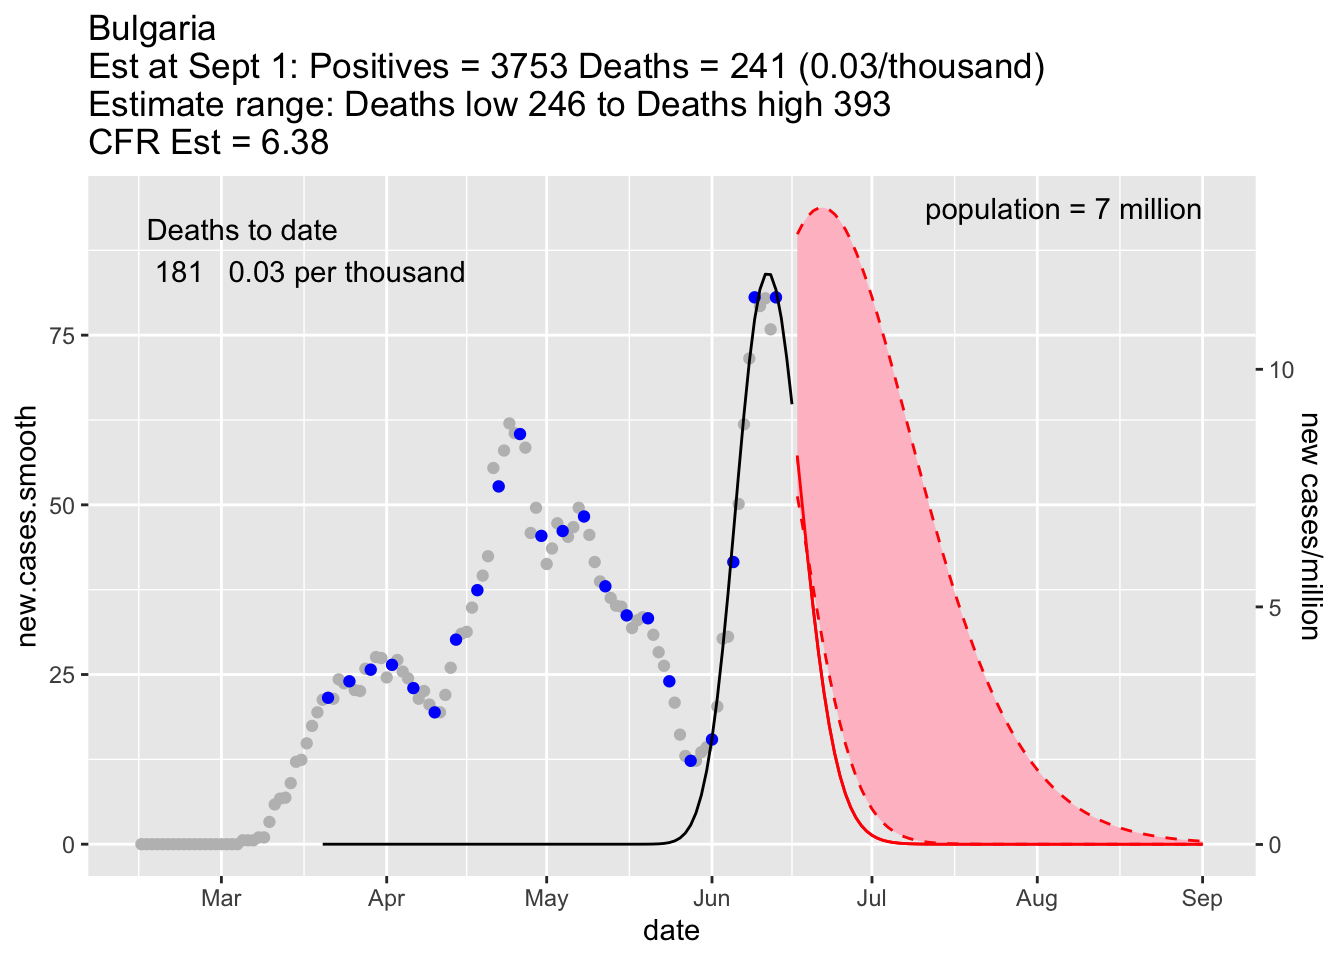 Bulgaria
Est at Sept 1: Positives = 3753 Deaths = 241 (0.03/thousand)
Estimate range: Deaths low 246 to Deaths high 393
CFR Est = 6.38
population = 7 million
Deaths to date
181 0.03 per thousand
75
50
25
0
new.cases.smooth
10
5
0
new cases/million
Mar
Apr
May
Jun
Jul
Aug
Sep
date